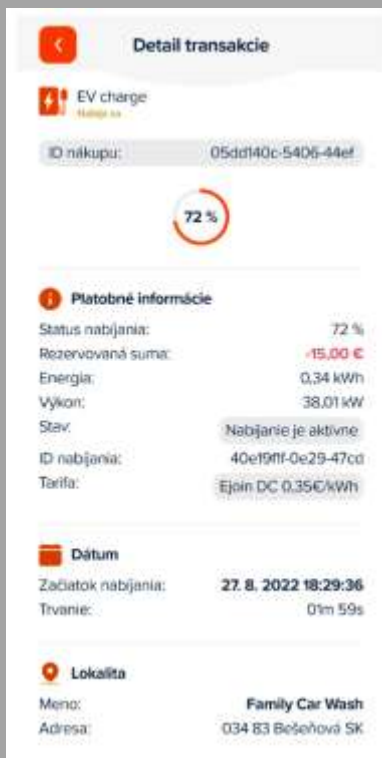 Detail transakcie
EV charge
Nabíja sa
ID nákupu: 05dd140c-5406-44ef
72 %
Platobné informácie
Status nabíjania: 72 %
Rezervovaná suma: -15,00 €
Energia: 0,34 kWh
Výkon: 38,01 kW
Stav: Nabíjanie je aktívne
ID nabíjania: 40e19f1f-0e29-47cd
Tarifa: Ejoin DC 0,35€/kWh
Dátum
Začiatok nabíjania: 27. 8. 2022 18:29:36
Trvanie: 01m 59s
Lokalita
Meno: Family Car Wash
Adresa: 034 83 Bešeňová SK